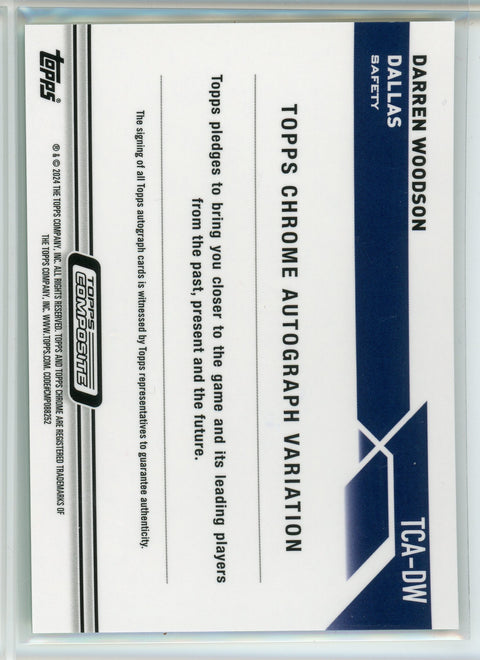 DARREN WOODSON
DALLAS
SAFETY
TCA-DW
TOPPS CHROME AUTOGRAPH VARIATION
Topps pledges to bring you closer to the game and its leading players
from the past, present and the future.
The signing of all Topps autograph cards is witnessed by Topps representatives to guarantee authenticity.
TOPPS
COMPOSITE
topps®
® & © 2024 THE TOPPS COMPANY, INC. ALL RIGHTS RESERVED. TOPPS AND TOPPS CHROME ARE REGISTERED TRADEMARKS OF
THE TOPPS COMPANY, INC. WWW.TOPPS.COM. CODE#CMP088252